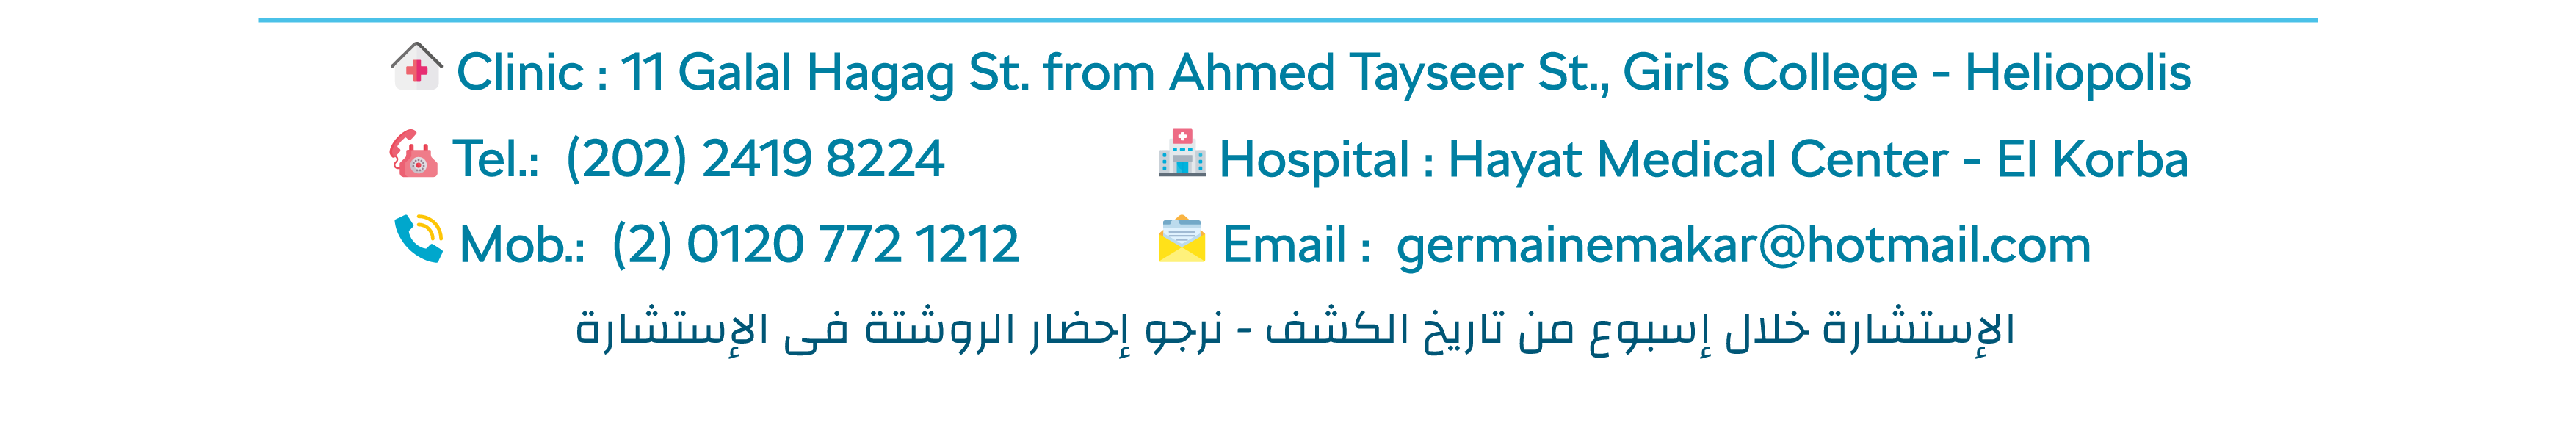 Clinic : 11 Galal Hagag St. from Ahmed Tayseer St., Girls College - Heliopolis
Tel.: (202) 2419 8224 Hospital : Hayat Medical Center - El Korba
Mob.: (2) 0120 772 1212 Email : germainemakar@hotmail.com
الإستشارة خلال إسبوع من تاريخ الكشف - نرجو إحضار الروشتة فى الإستشارة